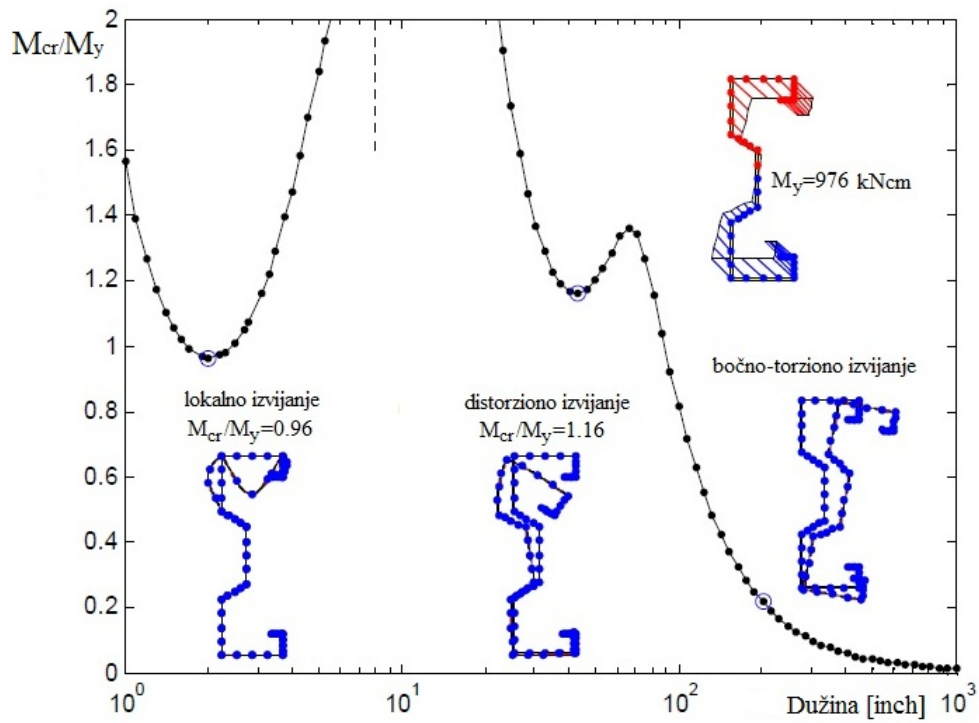 Mcr/My
2
1.8
1.6
1.4
1.2
1
0.8
0.6
0.4
0.2
0
My=976 kNcm
lokalno izvijanje
Mcr/My=0.96
distorziono izvijanje
Mcr/My=1.16
bočno-torziono izvijanje
10^0
10^1
10^2
10^3
Dužina [inch]